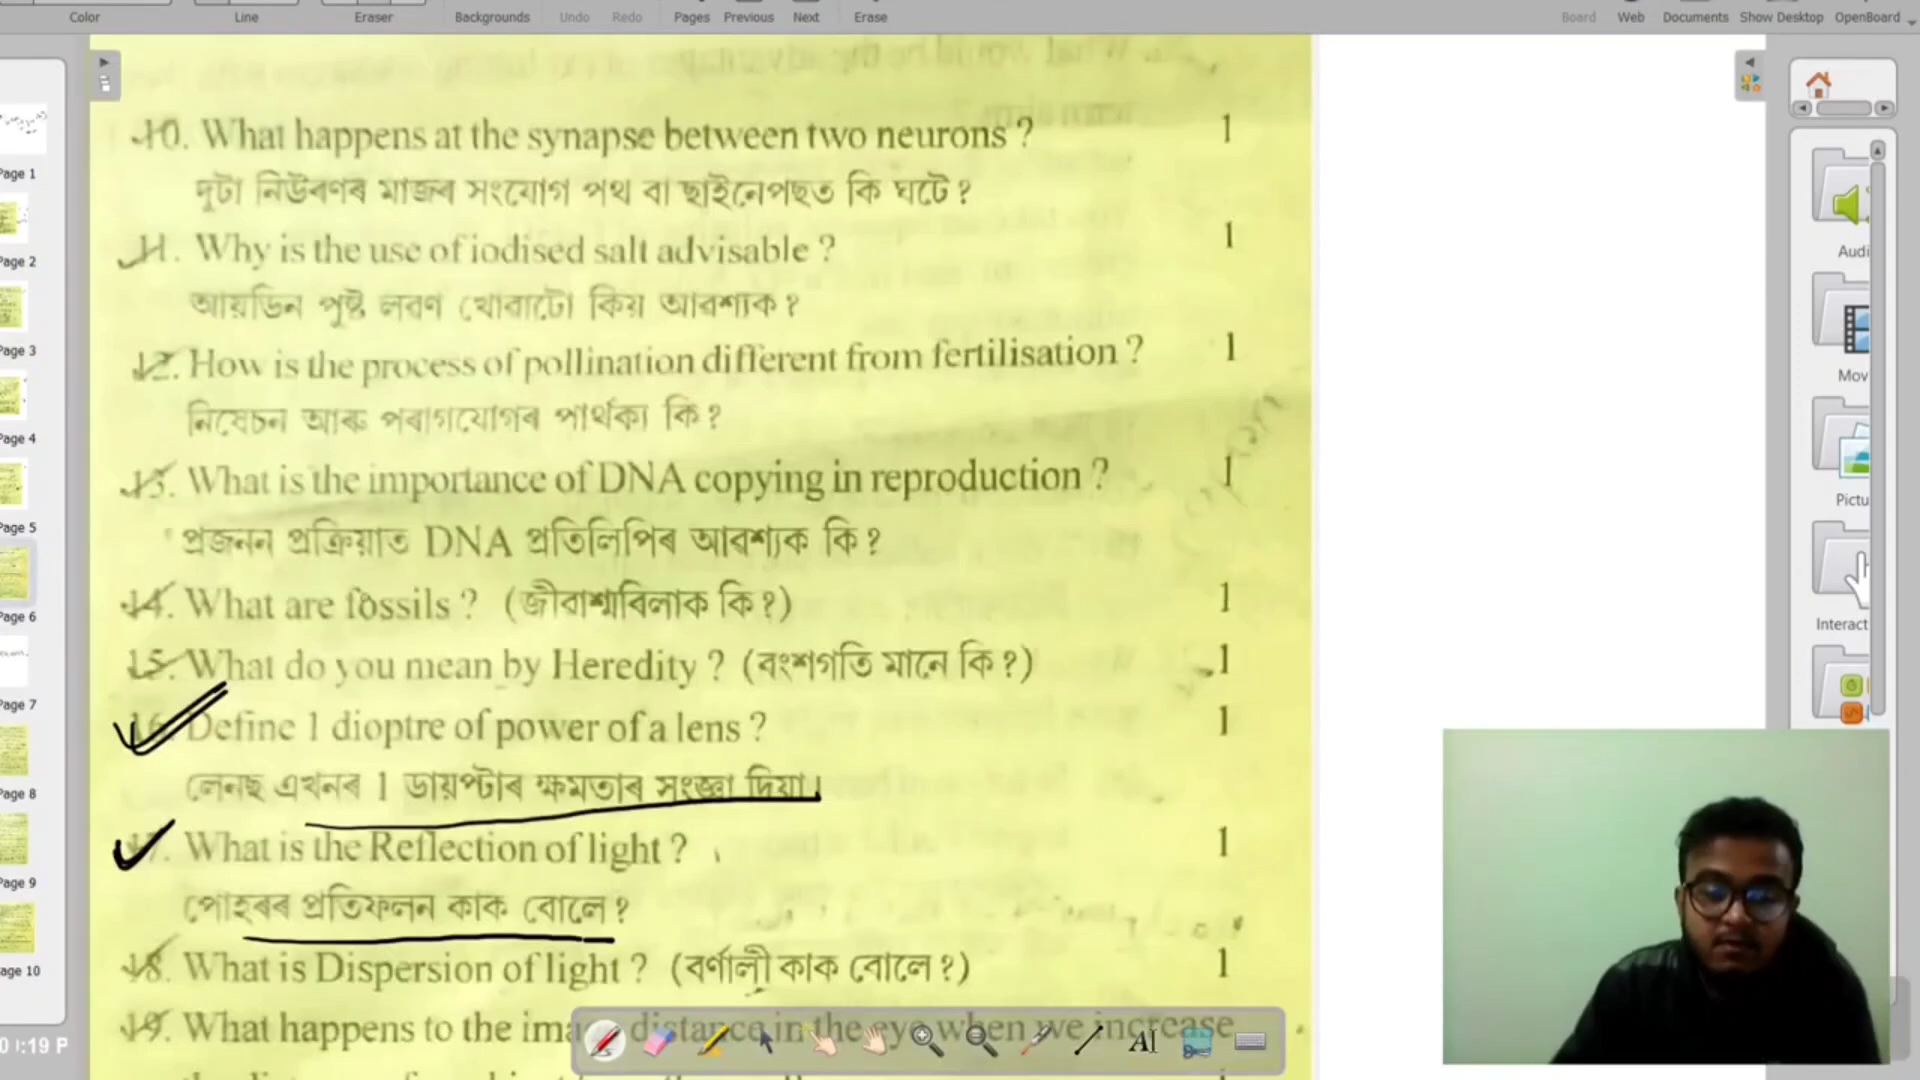 Color Line Eraser Backgrounds Undo Redo Pages Previous Next Erase Board Web Documents Show Desktop OpenBoard
10. What happens at the synapse between two neurons ? 1
দুটা নিউৰণৰ মাজৰ সংযোগ পথ বা ছাইনেপছত কি ঘটে ?
11. Why is the use of iodised salt advisable ? 1
আয়ডিন পুষ্ট লৱণ খোৱাটো কিয় আৱশ্যক ?
12. How is the process of pollination different from fertilisation ? 1
নিষেচন আৰু পৰাগযোগৰ পাৰ্থক্য কি ?
13. What is the importance of DNA copying in reproduction ? 1
প্ৰজনন প্ৰক্ৰিয়াত DNA প্ৰতিলিপিৰ আৱশ্যক কি ?
14. What are fossils ? (জীৱাশ্মবিলাক কি ?) 1
15. What do you mean by Heredity ? (বংশগতি মানে কি ?) 1
16. Define 1 dioptre of power of a lens ? 1
লেনছ এখনৰ 1 ডায়প্টাৰ ক্ষমতাৰ সংজ্ঞা দিয়া।
17. What is the Reflection of light ? 1
পোহৰৰ প্ৰতিফলন কাক বোলে ?
18. What is Dispersion of light ? (বৰ্ণালী কাক বোলে ?) 1
19. What happens to the ima distance in the eye when we increase
Page 1
Page 2
Page 3
Page 4
Page 5
Page 6
Page 7
Page 8
Page 9
Page 10
:19 P
Audi
Mov
Pictu
Interact